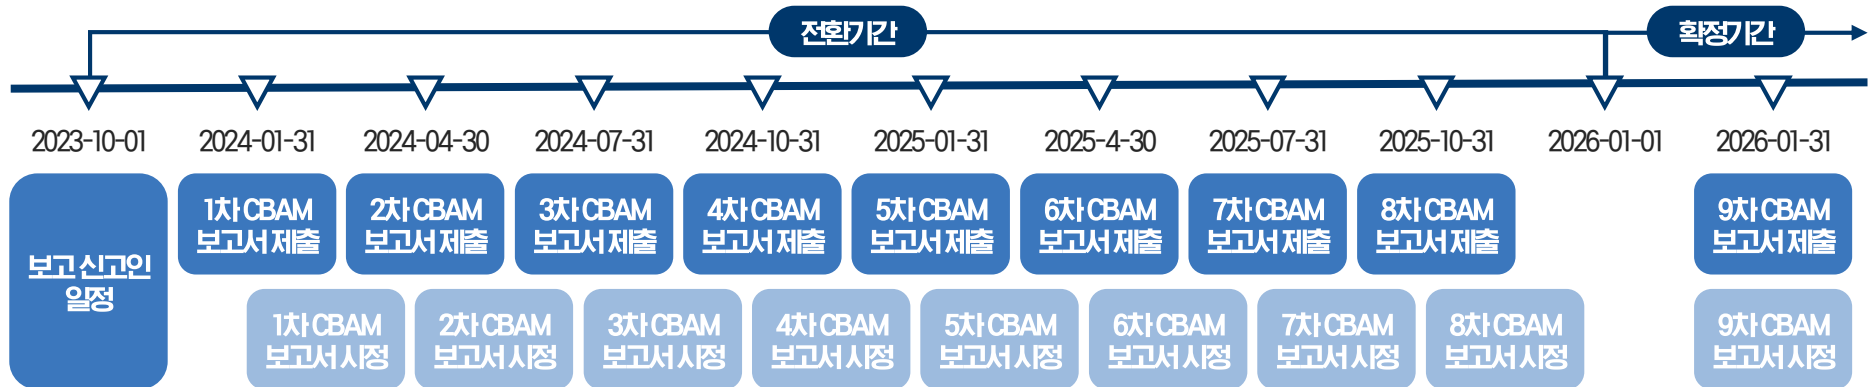 전환기간
확정기간
2023-10-01
2024-01-31
2024-04-30
2024-07-31
2024-10-31
2025-01-31
2025-4-30
2025-07-31
2025-10-31
2026-01-01
2026-01-31
보고 신고인
일정
1차 CBAM
보고서 제출
2차 CBAM
보고서 제출
3차 CBAM
보고서 제출
4차 CBAM
보고서 제출
5차 CBAM
보고서 제출
6차 CBAM
보고서 제출
7차 CBAM
보고서 제출
8차 CBAM
보고서 제출
9차 CBAM
보고서 제출
1차 CBAM
보고서 시정
2차 CBAM
보고서 시정
3차 CBAM
보고서 시정
4차 CBAM
보고서 시정
5차 CBAM
보고서 시정
6차 CBAM
보고서 시정
7차 CBAM
보고서 시정
8차 CBAM
보고서 시정
9차 CBAM
보고서 시정